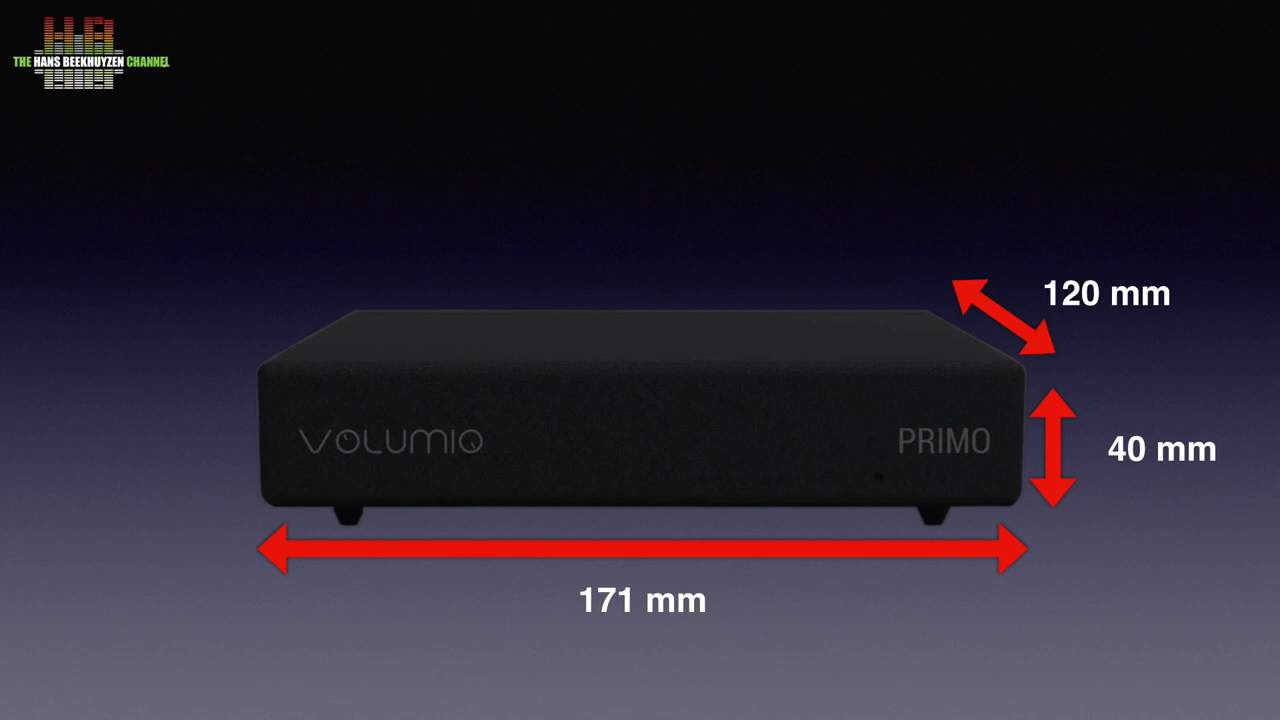 THE HANS BEEKHUYZEN CHANNEL
120 mm
VOLUMIO
PRIMO
40 mm
171 mm